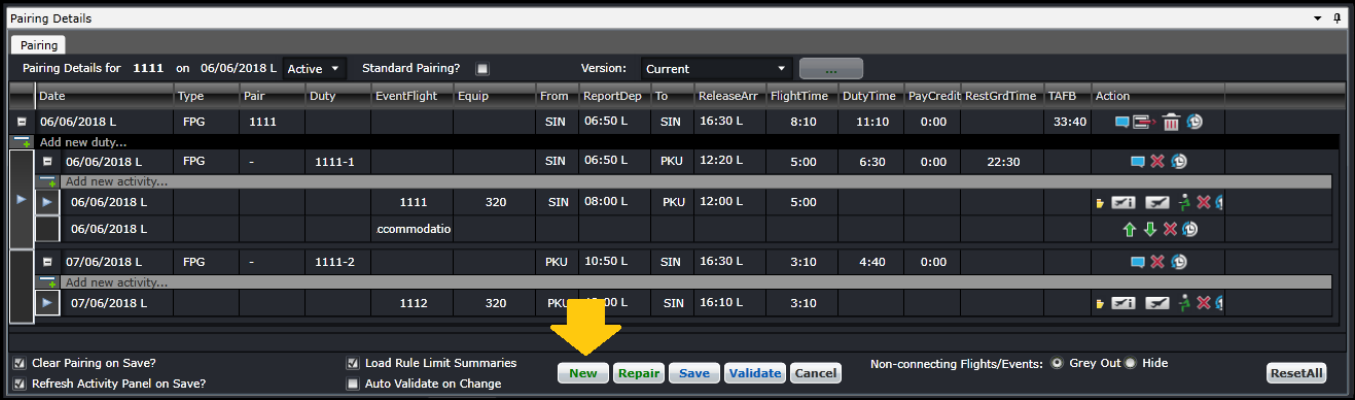 Pairing Details
Pairing
Pairing Details for 1111 on 06/06/2018 L Active Standard Pairing? Version: Current ...
Date Type Pair Duty EventFlight Equip From ReportDep To ReleaseArr FlightTime DutyTime PayCredit RestGrdTime TAFB Action
06/06/2018 L FPG 1111 SIN 06:50 L SIN 16:30 L 8:10 11:10 0:00 33:40
Add new duty...
06/06/2018 L FPG - 1111-1 SIN 06:50 L PKU 12:20 L 5:00 6:30 0:00 22:30
Add new activity...
06/06/2018 L 1111 320 SIN 08:00 L PKU 12:00 L 5:00
06/06/2018 L ccommodatio
07/06/2018 L FPG - 1111-2 PKU 10:50 L SIN 16:30 L 3:10 4:40 0:00
Add new activity...
07/06/2018 L 1112 320 PKU :00 L SIN 16:10 L 3:10
Clear Pairing on Save? Load Rule Limit Summaries Non-connecting Flights/Events: Grey Out Hide
New Repair Save Validate Cancel ResetAll
Refresh Activity Panel on Save? Auto Validate on Change